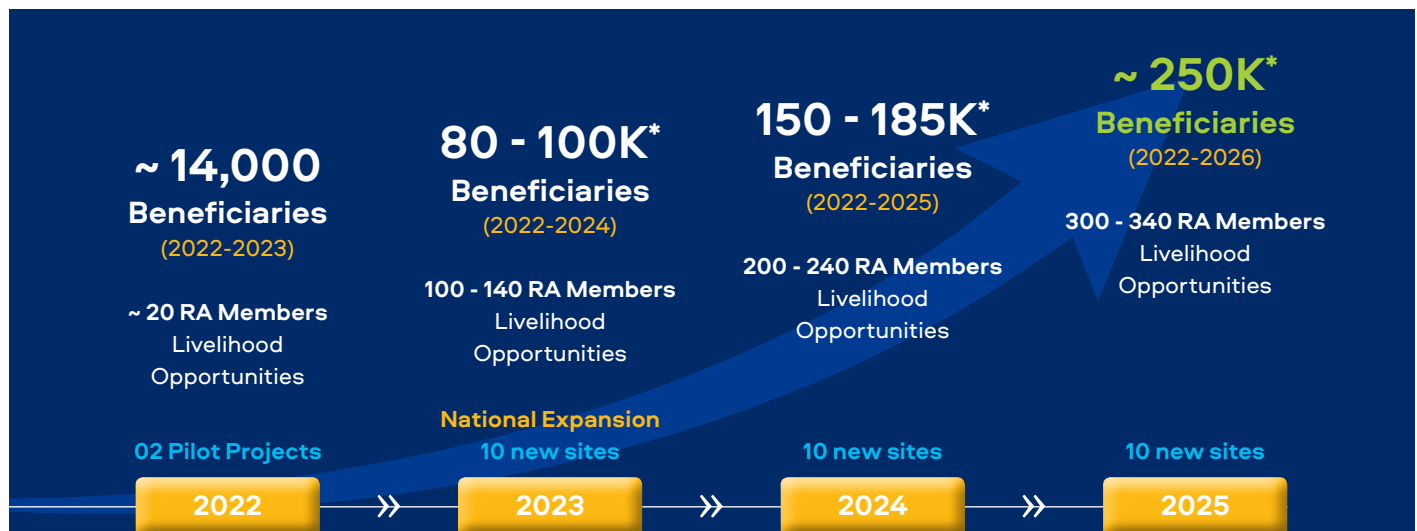 ~ 14,000
Beneficiaries
(2022-2023)
~ 20 RA Members
Livelihood
Opportunities
02 Pilot Projects
2022
80 - 100K*
Beneficiaries
(2022-2024)
100 - 140 RA Members
Livelihood
Opportunities
National Expansion
10 new sites
2023
150 - 185K*
Beneficiaries
(2022-2025)
200 - 240 RA Members
Livelihood
Opportunities
10 new sites
2024
~ 250K*
Beneficiaries
(2022-2026)
300 - 340 RA Members
Livelihood
Opportunities
10 new sites
2025